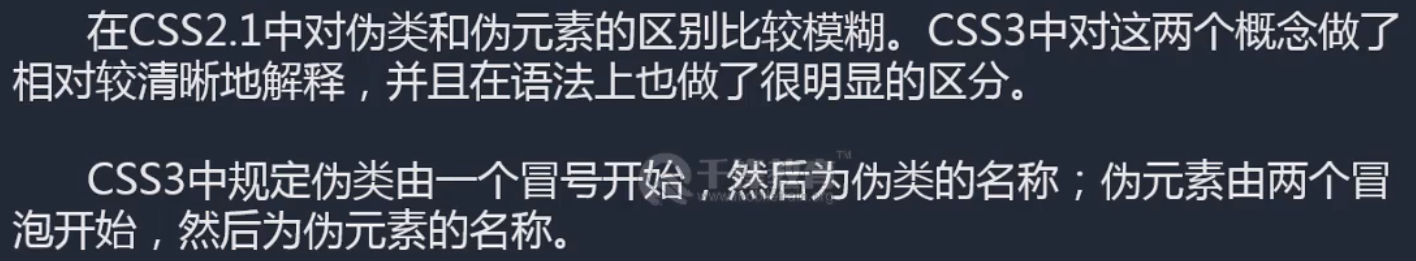 在CSS2.1中对伪类和伪元素的区别比较模糊。CSS3中对这两个概念做了
相对较清晰地解释，并且在语法上也做了很明显的区分。
CSS3中规定伪类由一个冒号开始，然后为伪类的名称；伪元素由两个冒
泡开始，然后为伪元素的名称。